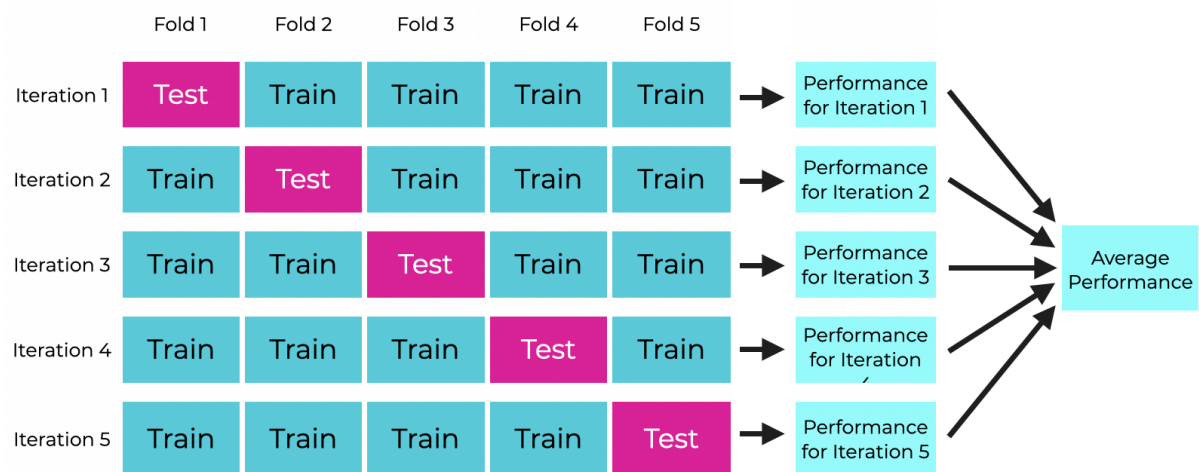 Fold 1 Fold 2 Fold 3 Fold 4 Fold 5
Iteration 1 Test Train Train Train Train Performance
for Iteration 1
Iteration 2 Train Test Train Train Train Performance
for Iteration 2
Iteration 3 Train Train Test Train Train Performance
for Iteration 3
Average
Performance
Iteration 4 Train Train Train Test Train Performance
for Iteration
Iteration 5 Train Train Train Train Test Performance
for Iteration 5